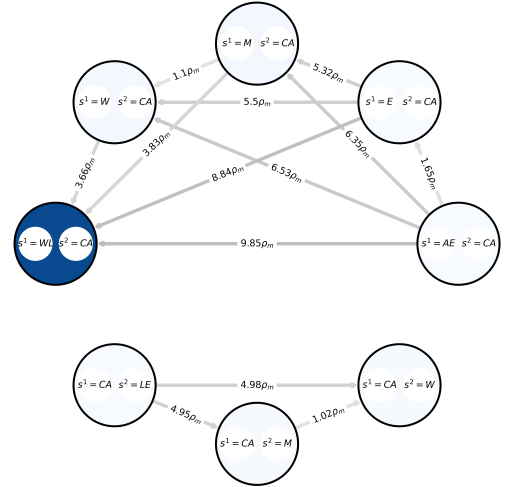 s¹ = M s² = CA
1.1ρₘ
5.32ρₘ
s¹ = W s² = CA
5.5ρₘ
s¹ = E s² = CA
3.83ρₘ
6.35ρₘ
3.66ρₘ
8.84ρₘ
6.53ρₘ
1.65ρₘ
s¹ = WL s² = CA
9.85ρₘ
s¹ = AE s² = CA
s¹ = CA s² = LE
4.98ρₘ
s¹ = CA s² = W
4.95ρₘ
1.02ρₘ
s¹ = CA s² = M